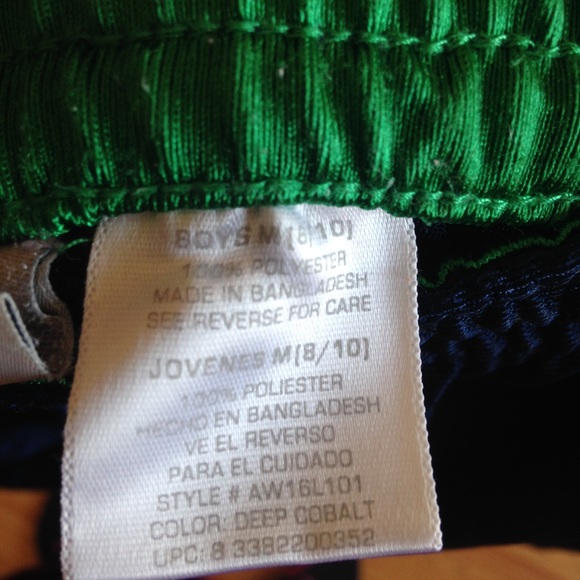 BOYS M (8/10)
100% POLYESTER
MADE IN BANGLADESH
SEE REVERSE FOR CARE
JOVENES M(8/10)
100% POLIESTER
HECHO EN BANGLADESH
VE EL REVERSO
PARA EL CUIDADO
STYLE # AW16L101
COLOR: DEEP COBALT
UPC: 8 3382200352